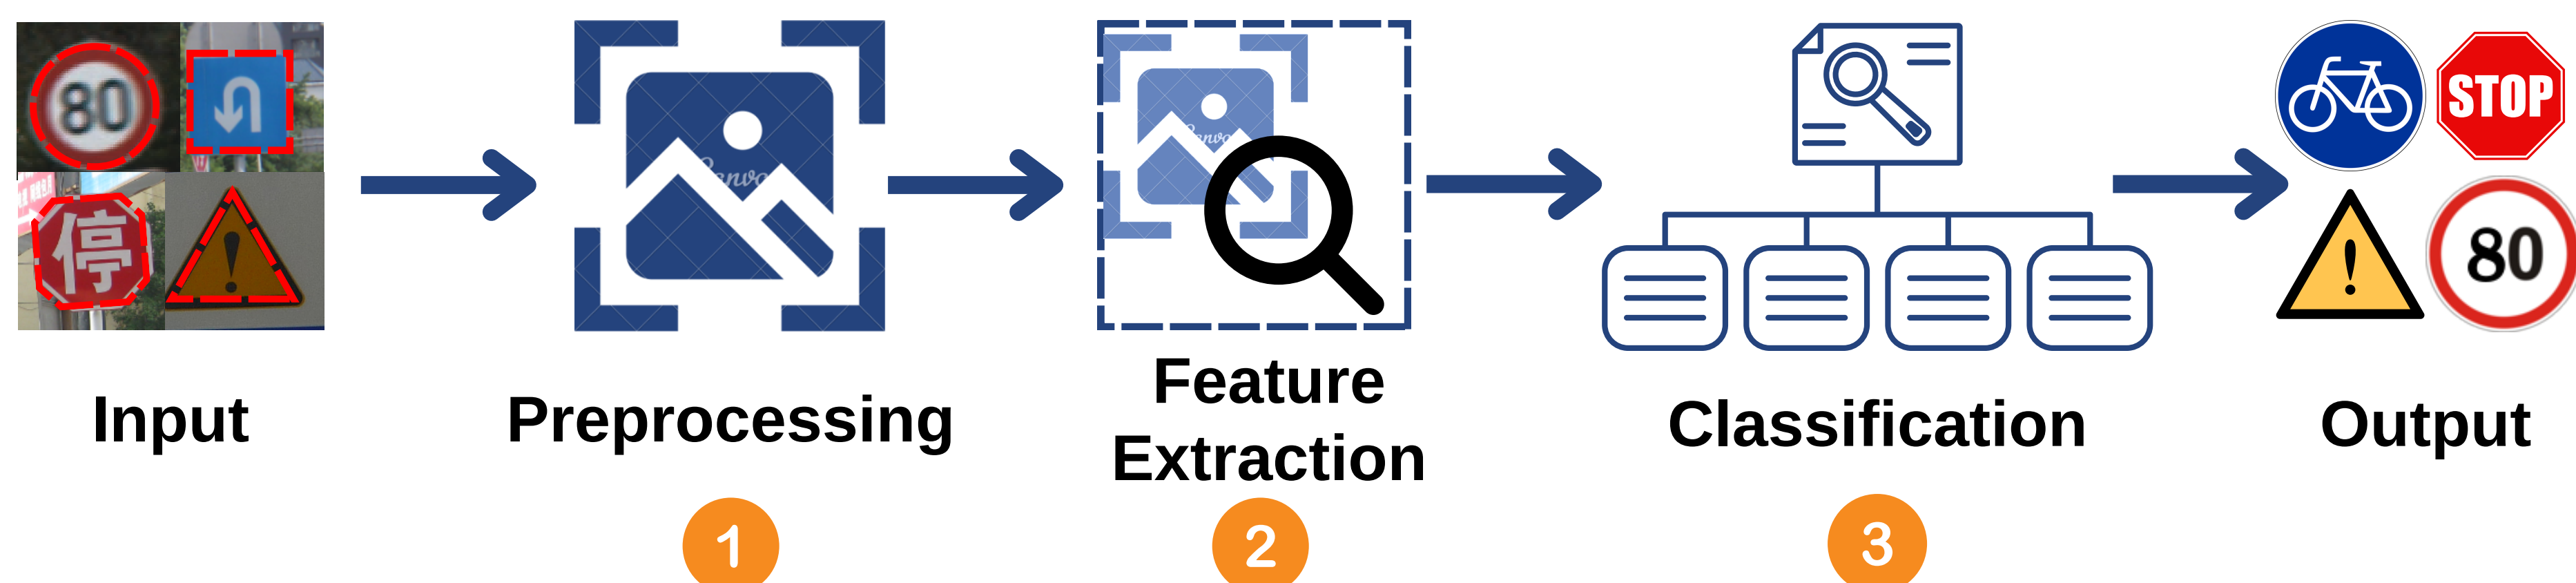 80
停
!
Input
Preprocessing
1
Feature
Extraction
2
Classification
3
STOP
!
80
Output